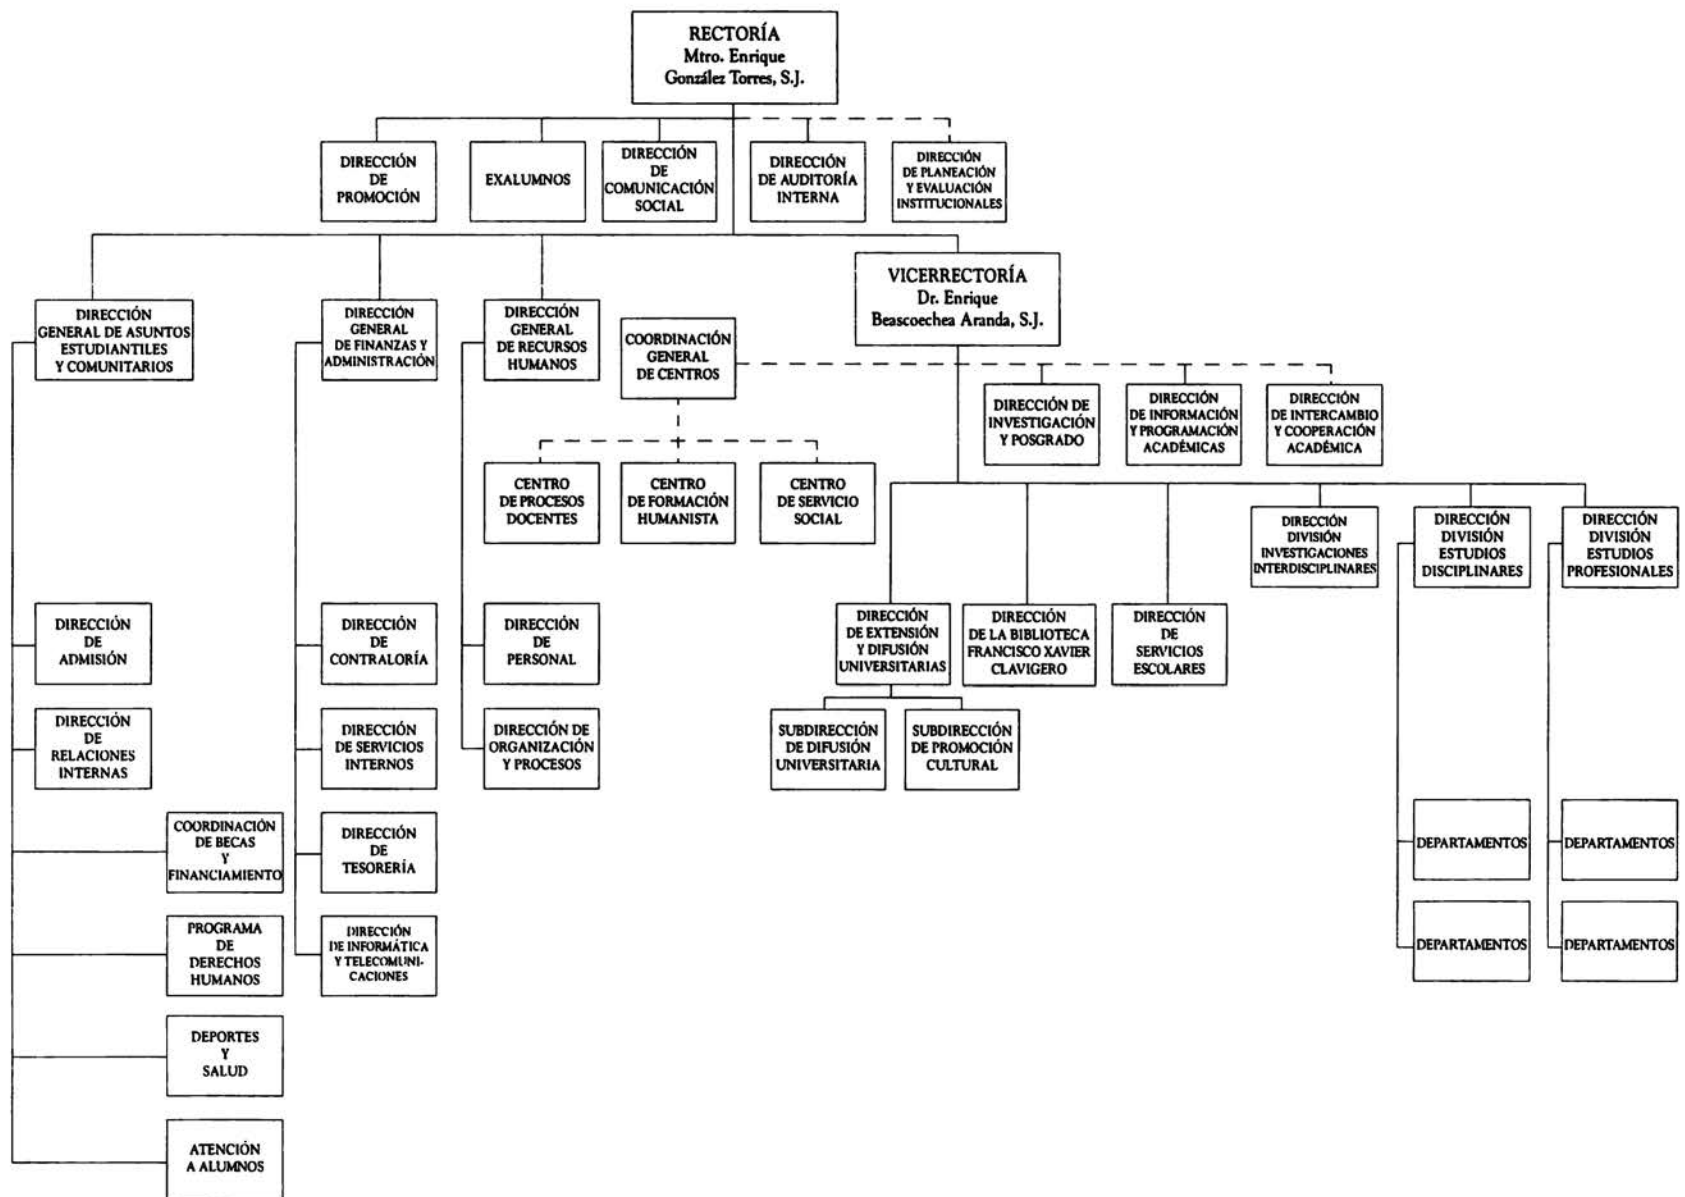 RECTORÍA
Mtro. Enrique
González Torres, S.J.
DIRECCIÓN
DE
PROMOCIÓN
EXALUMNOS
DIRECCIÓN
DE
COMUNICACIÓN
SOCIAL
DIRECCIÓN
DE AUDITORÍA
INTERNA
DIRECCIÓN
DE PLANEACIÓN
Y EVALUACIÓN
INSTITUCIONALES
VICERRECTORÍA
Dr. Enrique
Beascoechea Aranda, S.J.
DIRECCIÓN
GENERAL DE ASUNTOS
ESTUDIANTILES
Y COMUNITARIOS
DIRECCIÓN
GENERAL
DE FINANZAS Y
ADMINISTRACIÓN
DIRECCIÓN
GENERAL
DE RECURSOS
HUMANOS
COORDINACIÓN
GENERAL
DE CENTROS
DIRECCIÓN DE
INVESTIGACIÓN
Y POSGRADO
DIRECCIÓN
DE INFORMACIÓN
Y PROGRAMACIÓN
ACADÉMICAS
DIRECCIÓN
DE INTERCAMBIO
Y COOPERACIÓN
ACADÉMICA
CENTRO
DE PROCESOS
DOCENTES
CENTRO
DE FORMACIÓN
HUMANISTA
CENTRO
DE SERVICIO
SOCIAL
DIRECCIÓN
DIVISIÓN
INVESTIGACIONES
INTERDISCIPLINARES
DIRECCIÓN
DIVISIÓN
ESTUDIOS
DISCIPLINARES
DIRECCIÓN
DIVISIÓN
ESTUDIOS
PROFESIONALES
DIRECCIÓN
DE
ADMISIÓN
DIRECCIÓN
DE
CONTRALORÍA
DIRECCIÓN
DE
PERSONAL
DIRECCIÓN
DE EXTENSIÓN
Y DIFUSIÓN
UNIVERSITARIAS
DIRECCIÓN
DE LA BIBLIOTECA
FRANCISCO XAVIER
CLAVIGERO
DIRECCIÓN
DE
SERVICIOS
ESCOLARES
DIRECCIÓN
DE
RELACIONES
INTERNAS
DIRECCIÓN
DE SERVICIOS
INTERNOS
DIRECCIÓN DE
ORGANIZACIÓN
Y PROCESOS
SUBDIRECCIÓN
DE DIFUSIÓN
UNIVERSITARIA
SUBDIRECCIÓN
DE PROMOCIÓN
CULTURAL
COORDINACIÓN
DE BECAS
Y
FINANCIAMIENTO
DIRECCIÓN
DE
TESORERÍA
DEPARTAMENTOS
DEPARTAMENTOS
PROGRAMA
DE
DERECHOS
HUMANOS
DIRECCIÓN
DE INFORMÁTICA
Y TELECOMUNI-
CACIONES
DEPARTAMENTOS
DEPARTAMENTOS
DEPORTES
Y
SALUD
ATENCIÓN
A ALUMNOS